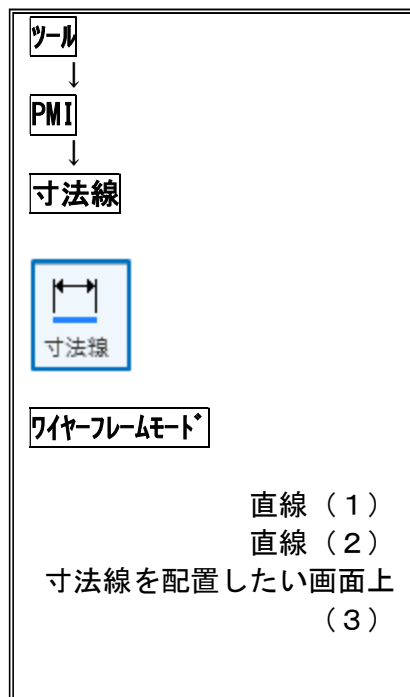 ﾂｰﾙ
↓
PMI
↓
寸法線
寸法線
ﾜｲﾔｰﾌﾚｰﾑﾓｰﾄﾞ
直線（１）
直線（２）
寸法線を配置したい画面上
（３）